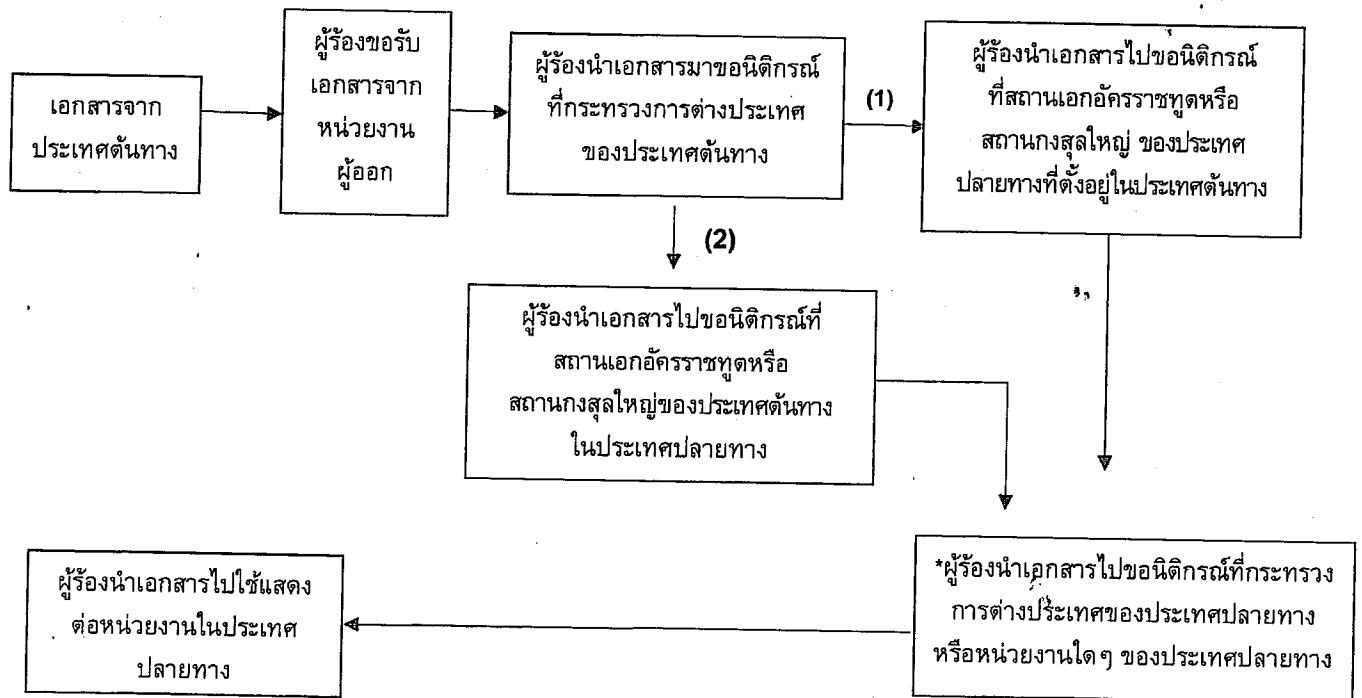 เอกสารจาก
ประเทศต้นทาง
ผู้ร้องขอรับ
เอกสารจาก
หน่วยงาน
ผู้ออก
ผู้ร้องนำเอกสารมาขอนิติกรณ์
ที่กระทรวงการต่างประเทศ
ของประเทศต้นทาง
(1)
ผู้ร้องนำเอกสารไปขอนิติกรณ์
ที่สถานเอกอัครราชทูตหรือ
สถานกงสุลใหญ่ ของประเทศ
ปลายทางที่ตั้งอยู่ในประเทศต้นทาง
(2)
ผู้ร้องนำเอกสารไปขอนิติกรณ์ที่
สถานเอกอัครราชทูตหรือ
สถานกงสุลใหญ่ของประเทศต้นทาง
ในประเทศปลายทาง
*ผู้ร้องนำเอกสารไปขอนิติกรณ์ที่กระทรวง
การต่างประเทศของประเทศปลายทาง
หรือหน่วยงานใดๆ ของประเทศปลายทาง
ผู้ร้องนำเอกสารไปใช้แสดง
ต่อหน่วยงานในประเทศ
ปลายทาง